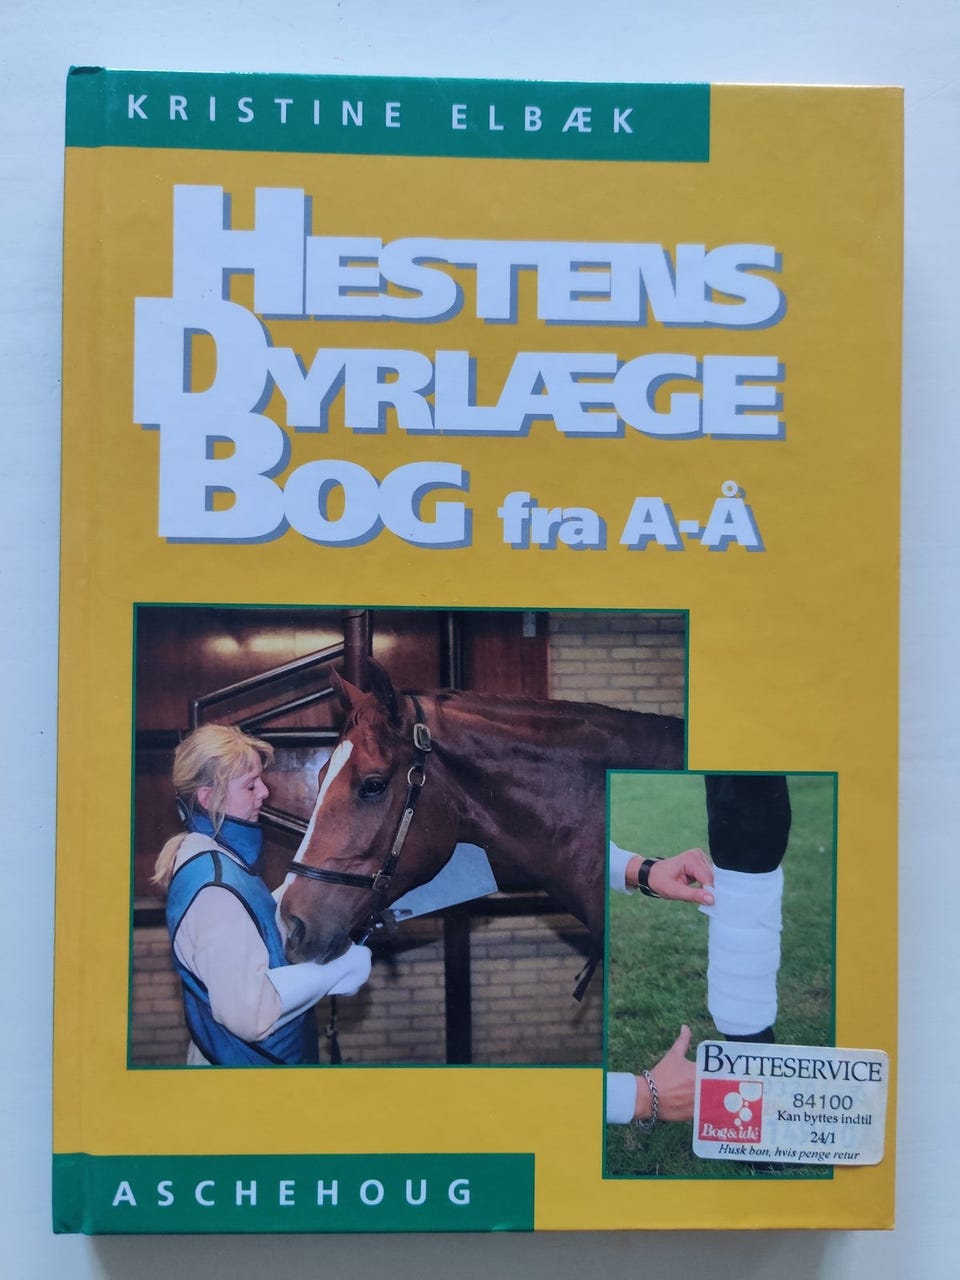 KRISTINE ELBÆK
HESTENS
DYRLÆGE
BOG fra A-Å
BYTTESERVICE
84100
Kan byttes indtil
24/1
Bog&idé
Husk bon, hvis penge retur
ASCHEHOUG